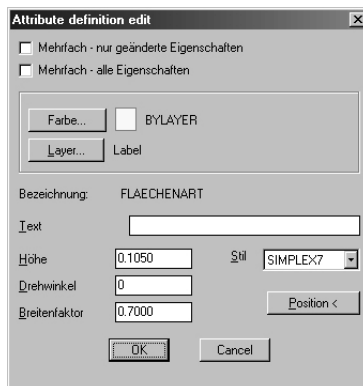 Attribute definition edit
Mehrfach - nur geänderte Eigenschaften
Mehrfach - alle Eigenschaften
Farbe... BYLAYER
Layer... Label
Bezeichnung: FLAECHENART
Text
Höhe 0.1050 Stil SIMPLEX7
Drehwinkel 0
Breitenfaktor 0.7000 Position <
OK Cancel